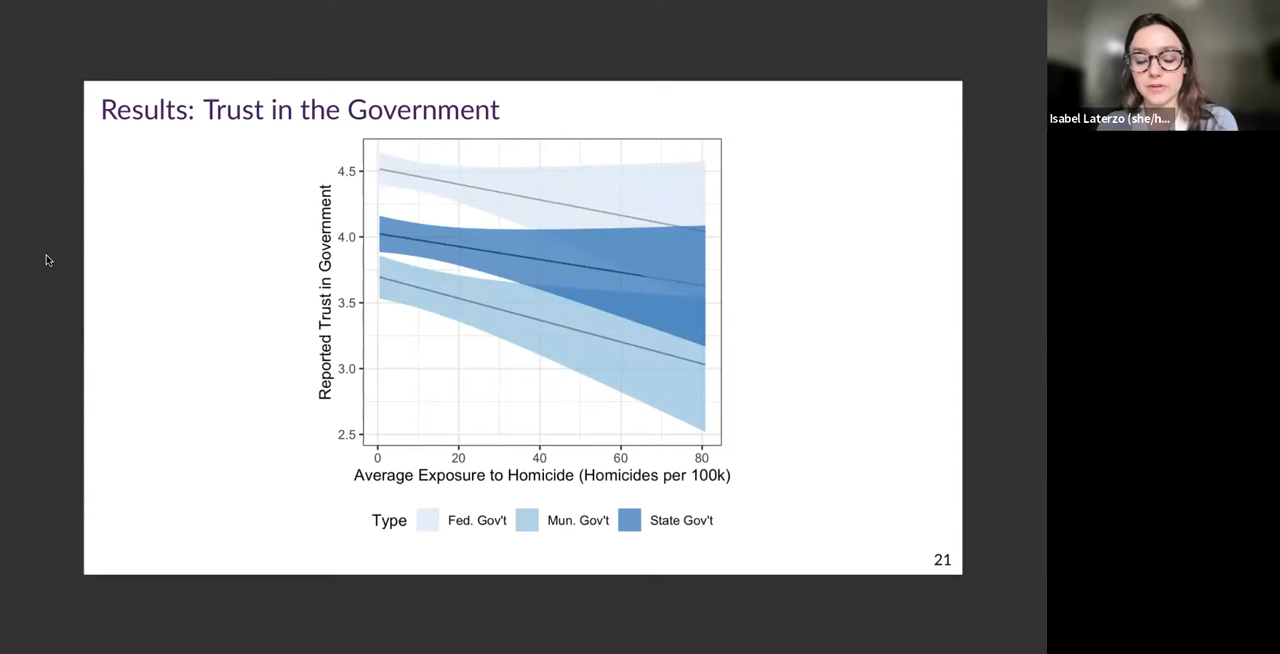 Results: Trust in the Government
Reported Trust in Government
4.5
4.0
3.5
3.0
2.5
0 20 40 60 80
Average Exposure to Homicide (Homicides per 100k)
Type Fed. Gov't Mun. Gov't State Gov't
21
Isabel Laterzo (she/h...